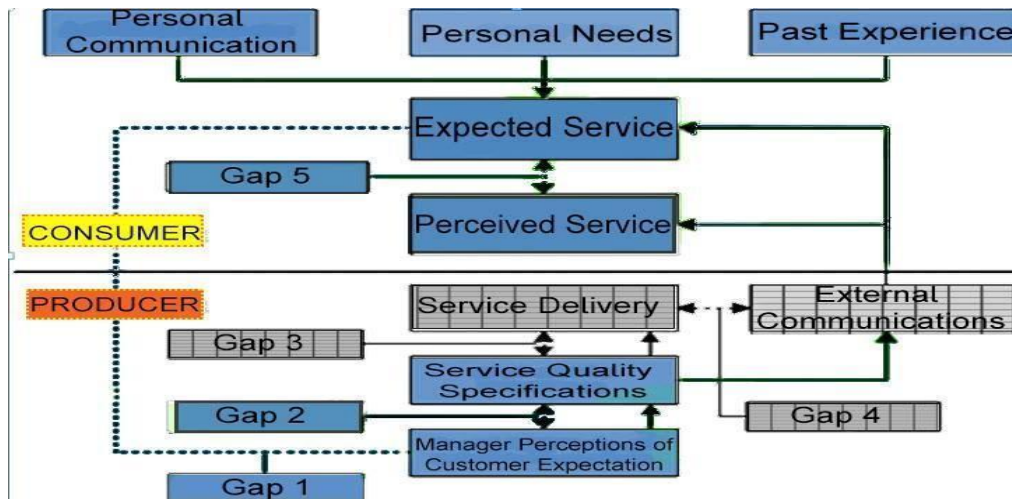 Personal
Communication
Personal Needs
Past Experience
Expected Service
Gap 5
Perceived Service
CONSUMER
PRODUCER
Service Delivery
External
Communications
Gap 3
Service Quality
Specifications
Gap 2
Gap 4
Manager Perceptions of
Customer Expectation
Gap 1